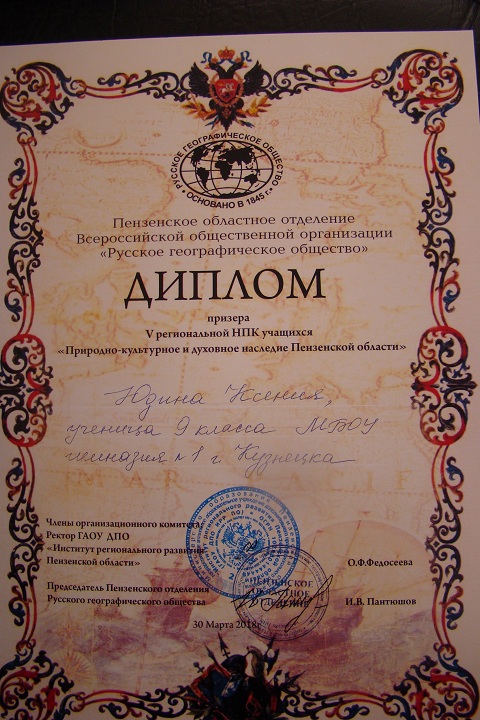 РУССКОЕ ГЕОГРАФИЧЕСКОЕ ОБЩЕСТВО
• ОСНОВАНО В 1845 г. •
Пензенское областное отделение
Всероссийской общественной организации
«Русское географическое общество»
ДИПЛОМ
призера
V региональной НПК учащихся
«Природно-культурное и духовное наследие Пензенской области»
Юдина Ксения,
ученица 9 класса МБОУ
гимназия №1 г. Кузнецка
Члены организационного комитета:
Ректор ГАОУ ДПО
«Институт регионального развития
Пензенской области»
О.Ф.Федосеева
Председатель Пензенского отделения
Русского географического общества
И.В. Пантюшов
ПЕНЗЕНСКОЕ
ОБЛАСТНОЕ
30 Марта 2018г.